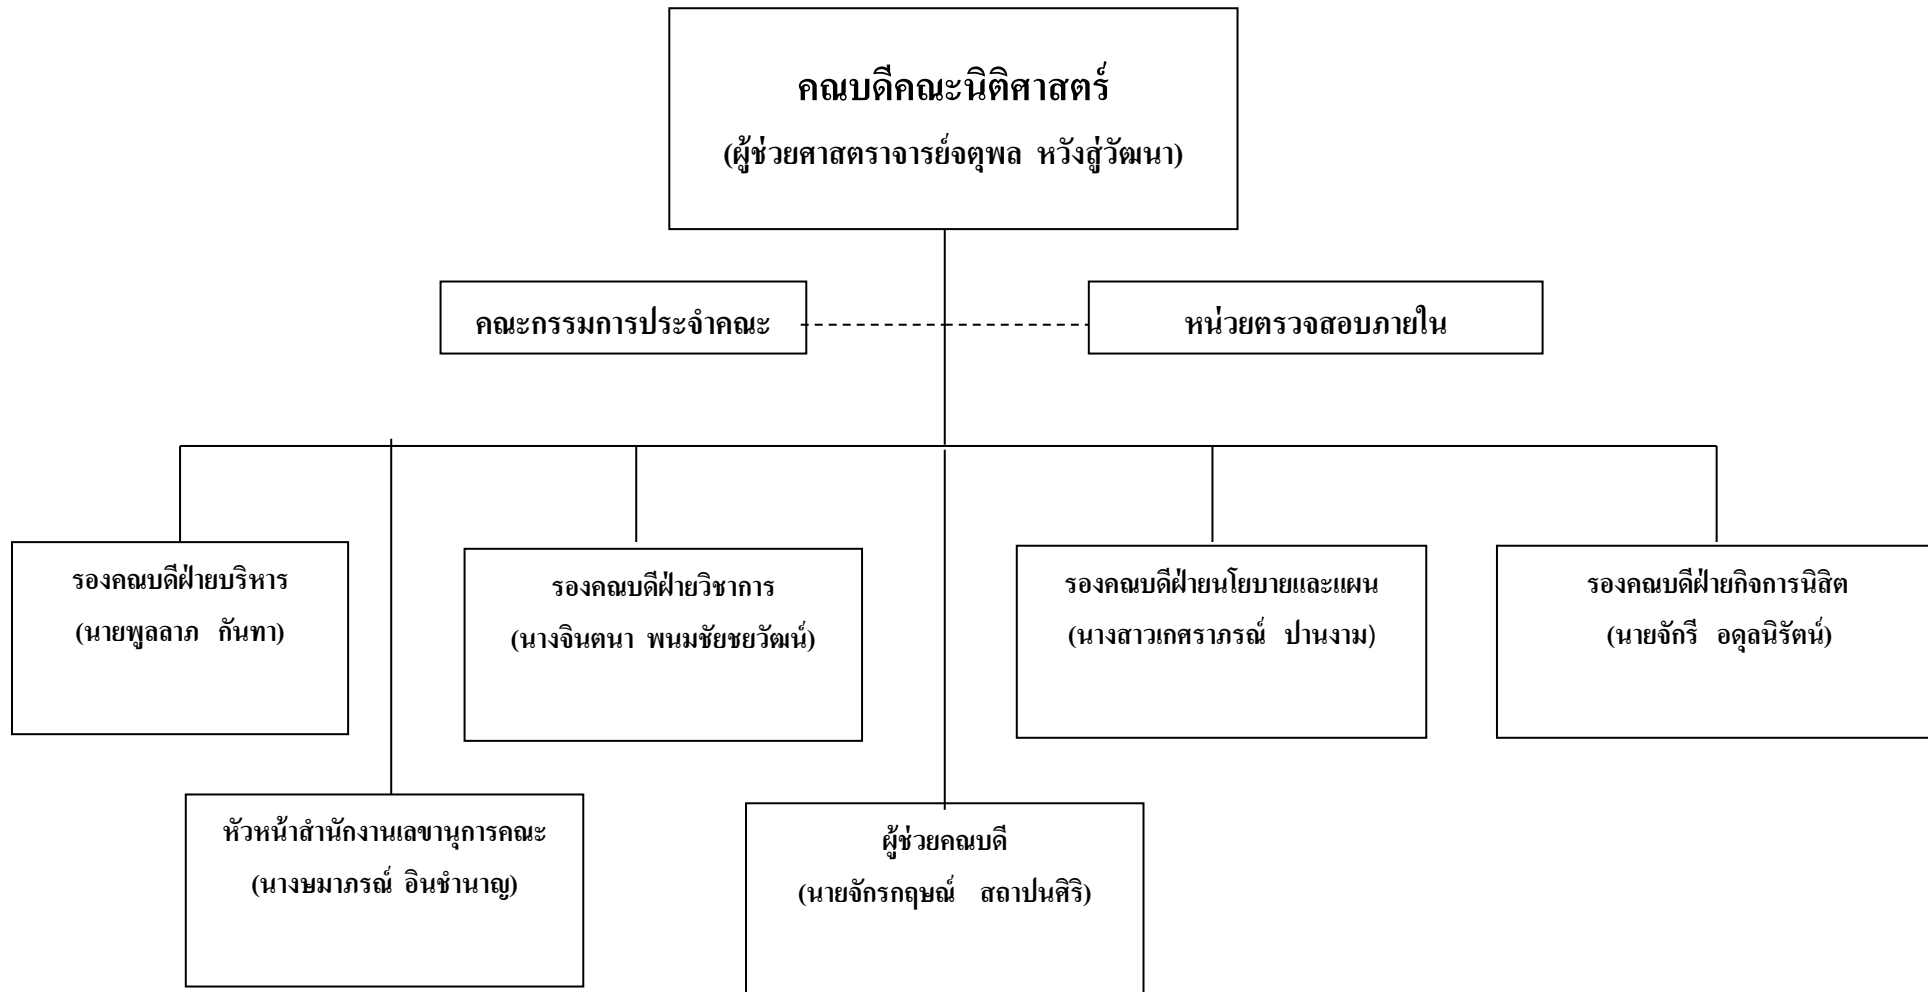 คณบดีคณะนิติศาสตร์
(ผู้ช่วยศาสตราจารย์จตุพล หวังสู่วัฒนา)
คณะกรรมการประจำคณะ
หน่วยตรวจสอบภายใน
รองคณบดีฝ่ายบริหาร
(นายพูลลาภ กันทา)
รองคณบดีฝ่ายวิชาการ
(นางจินตนา พนมชัยชยวัฒน์)
รองคณบดีฝ่ายนโยบายและแผน
(นางสาวเกศราภรณ์ ปานงาม)
รองคณบดีฝ่ายกิจการนิสิต
(นายจักรี อดุลนิรัตน์)
หัวหน้าสำนักงานเลขานุการคณะ
(นางษมาภรณ์ อินชำนาญ)
ผู้ช่วยคณบดี
(นายจักรกฤษณ์ สถาปนศิริ)